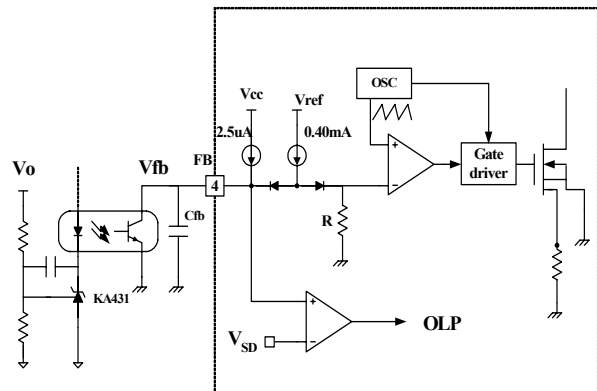 OSC
Vcc
Vref
2.5uA
0.40mA
Vo
Vfb
FB
4
+
-
Gate
driver
Cfb
R
KA431
+
-
VSD
OLP